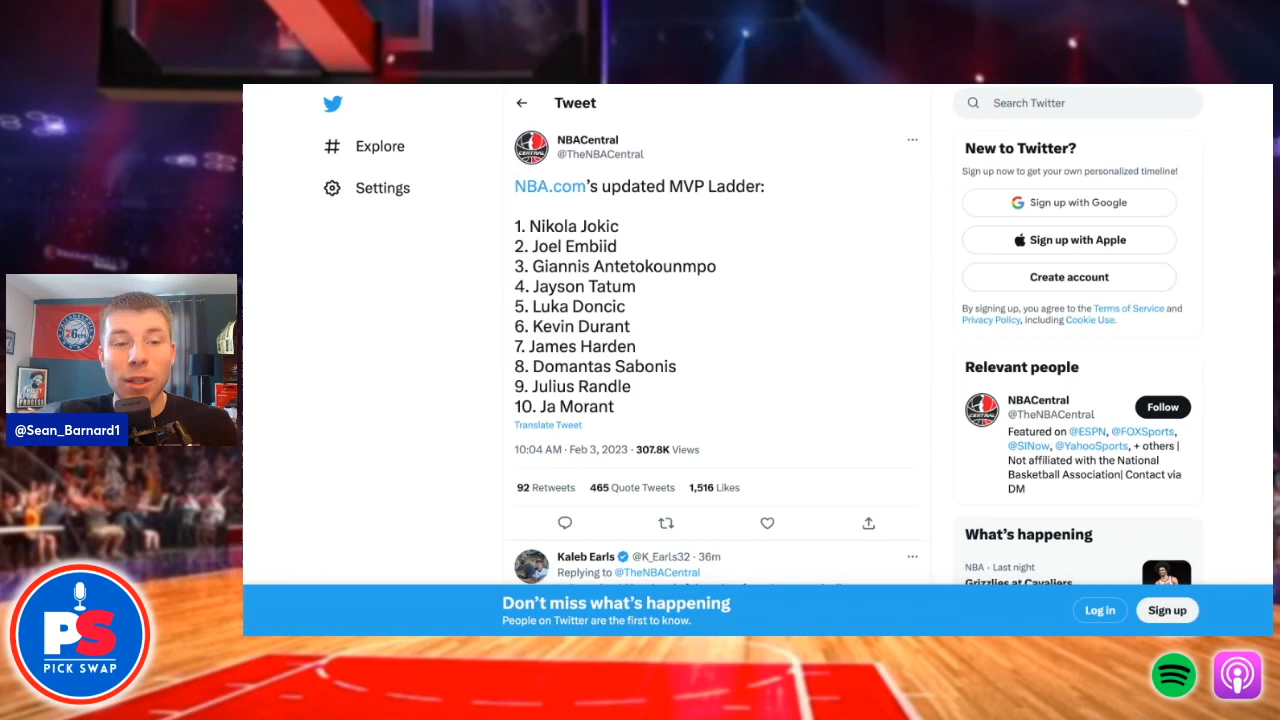 Explore
Settings
Tweet
NBACentral
@TheNBACentral
NBA.com's updated MVP Ladder:
1. Nikola Jokic
2. Joel Embiid
3. Giannis Antetokounmpo
4. Jayson Tatum
5. Luka Doncic
6. Kevin Durant
7. James Harden
8. Domantas Sabonis
9. Julius Randle
10. Ja Morant
Translate Tweet
10:04 AM · Feb 3, 2023 · 307.8K Views
92 Retweets 465 Quote Tweets 1,516 Likes
Kaleb Earls @K_Earls32 · 36m
Replying to @TheNBACentral
Search Twitter
New to Twitter?
Sign up now to get your own personalized timeline!
Sign up with Google
Sign up with Apple
Create account
By signing up, you agree to the Terms of Service and
Privacy Policy, including Cookie Use.
Relevant people
NBACentral
@TheNBACentral
Follow
Featured on @ESPN, @FOXSports,
@SINow, @YahooSports, + others |
Not affiliated with the National
Basketball Association| Contact via
DM
What's happening
NBA · Last night
Grizzlies at Cavaliers
Don't miss what's happening
People on Twitter are the first to know.
Log in
Sign up
76ers
@Sean_Barnard1
PS
PICK SWAP